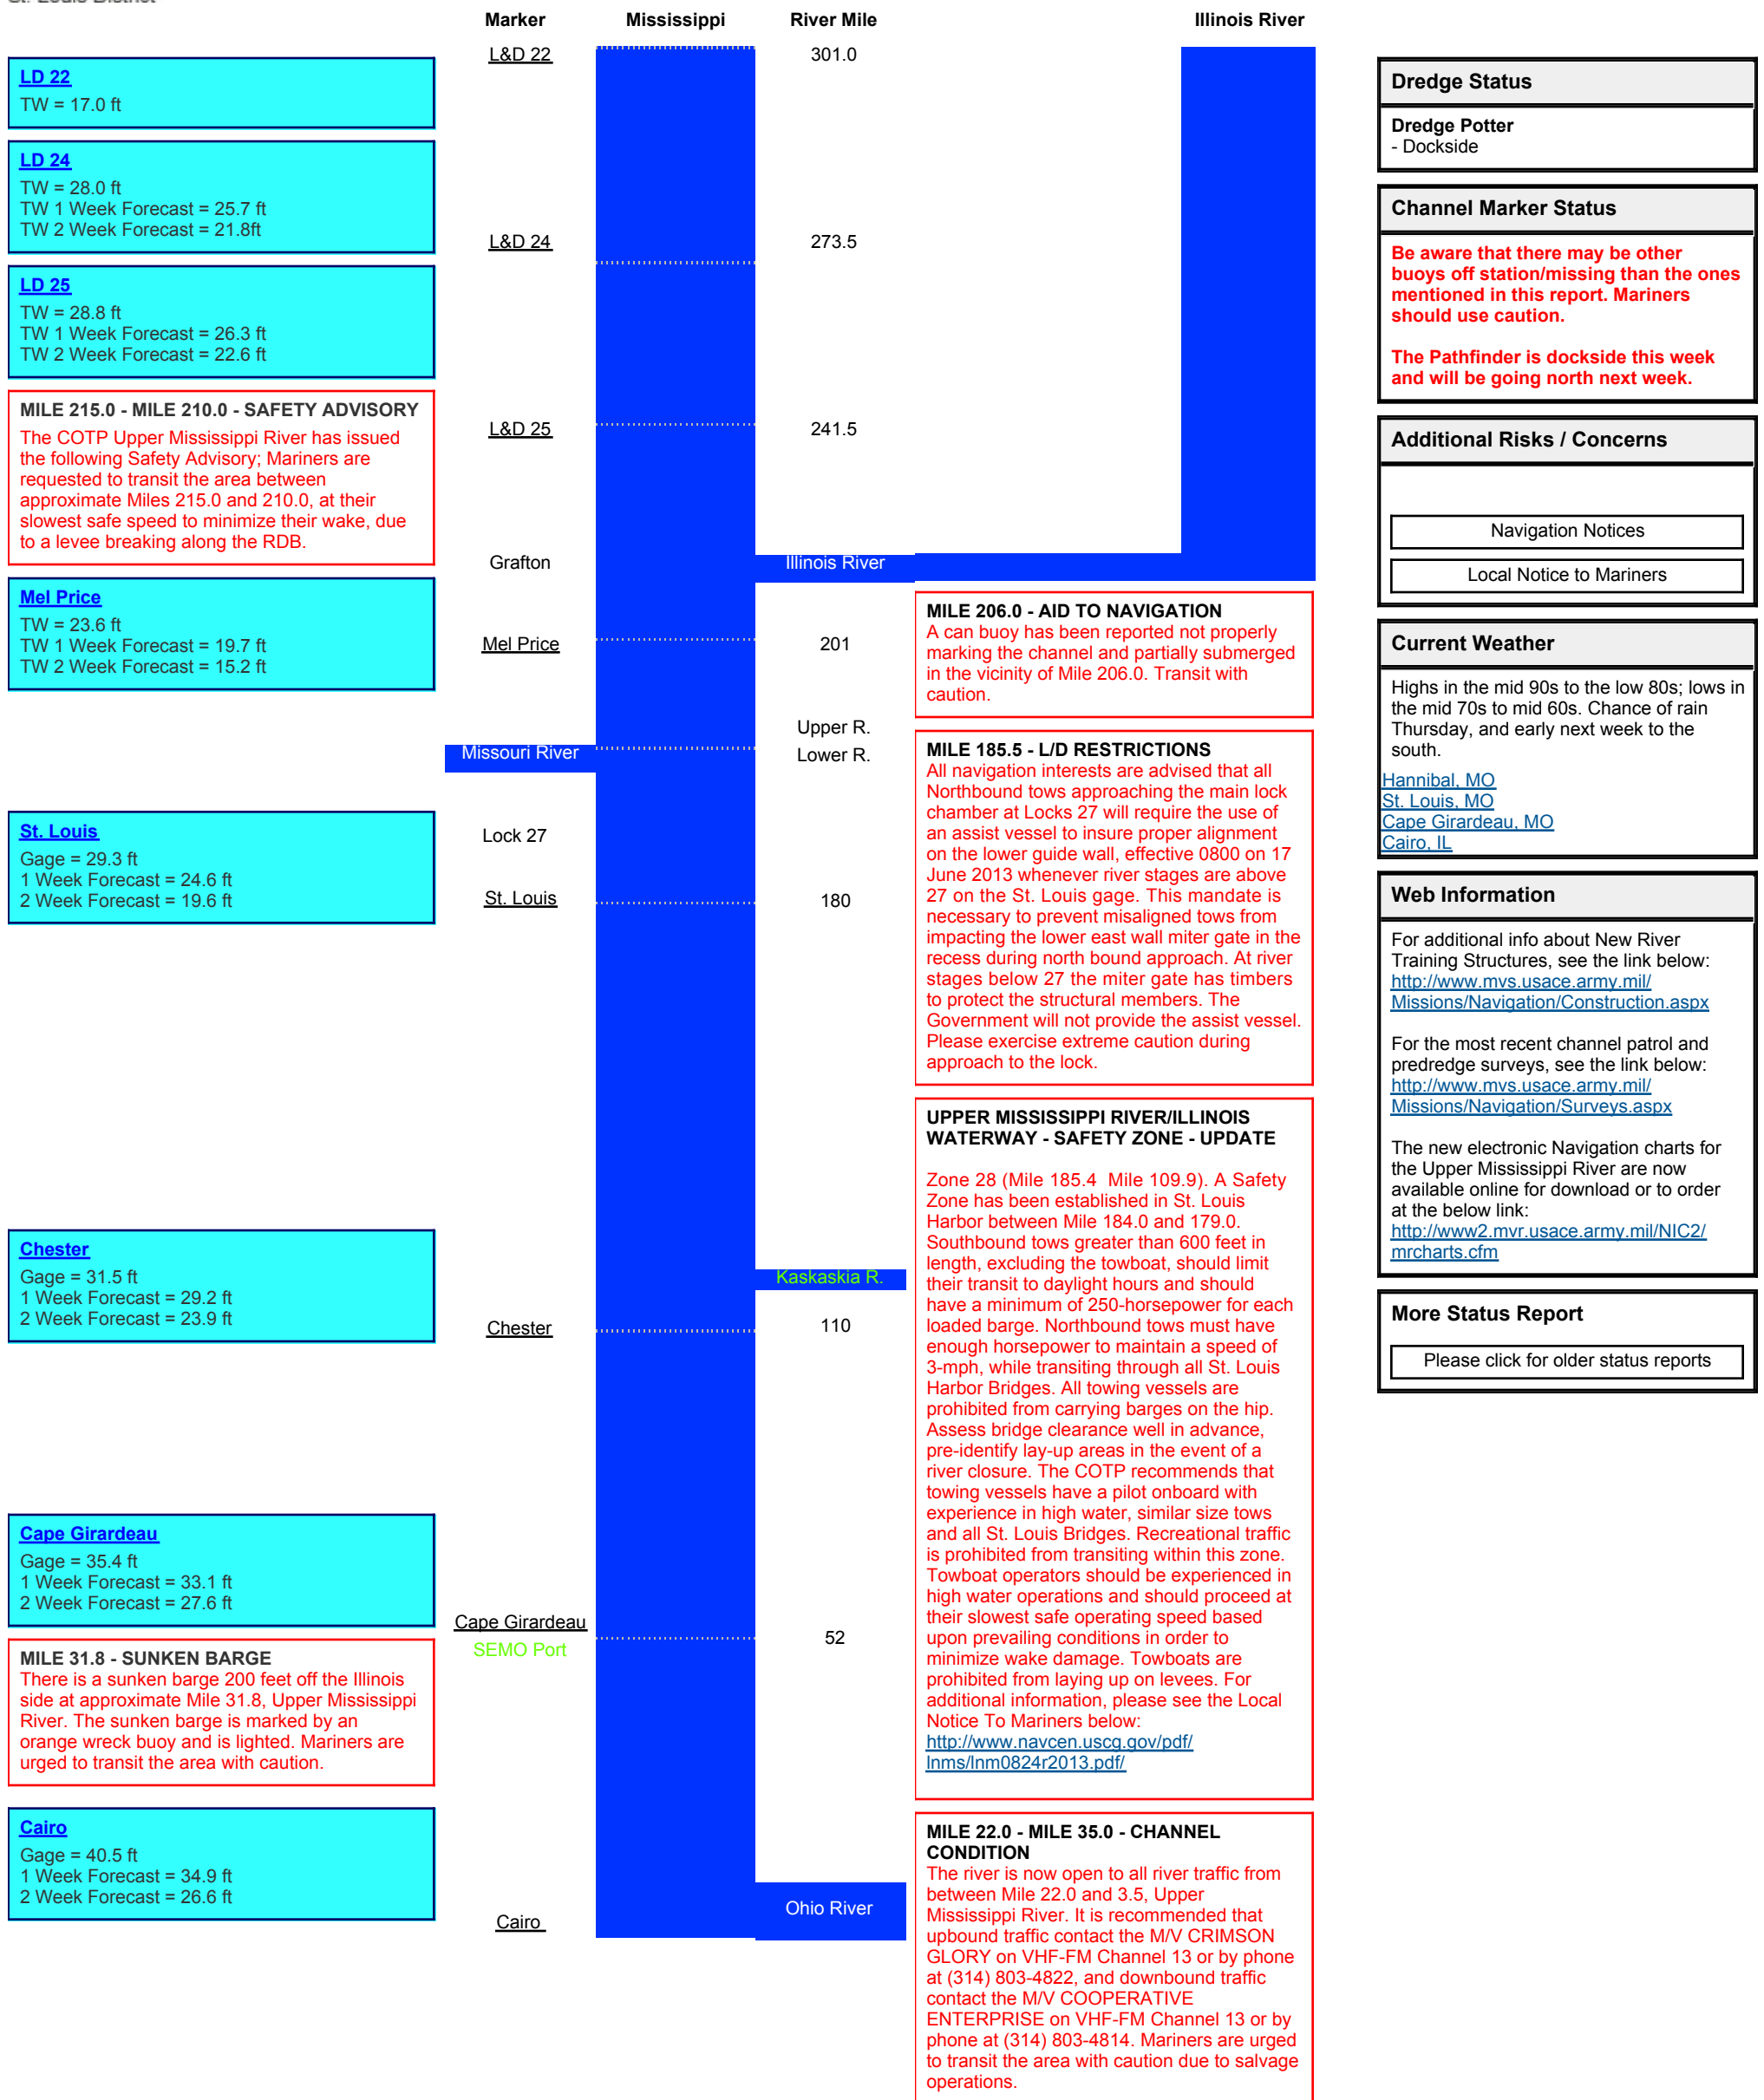 St. Louis District
Marker Mississippi River Mile Illinois River
L&D 22 301.0
LD 22
TW = 17.0 ft
LD 24
TW = 28.0 ft
TW 1 Week Forecast = 25.7 ft
TW 2 Week Forecast = 21.8ft
L&D 24 273.5
LD 25
TW = 28.8 ft
TW 1 Week Forecast = 26.3 ft
TW 2 Week Forecast = 22.6 ft
MILE 215.0 - MILE 210.0 - SAFETY ADVISORY
The COTP Upper Mississippi River has issued
the following Safety Advisory; Mariners are
requested to transit the area between
approximate Miles 215.0 and 210.0, at their
slowest safe speed to minimize their wake, due
to a levee breaking along the RDB.
L&D 25 241.5
Grafton Illinois River
Mel Price
TW = 23.6 ft
TW 1 Week Forecast = 19.7 ft
TW 2 Week Forecast = 15.2 ft
Mel Price 201
Upper R.
Missouri River Lower R.
St. Louis
Gage = 29.3 ft
1 Week Forecast = 24.6 ft
2 Week Forecast = 19.6 ft
Lock 27
St. Louis 180
Chester
Gage = 31.5 ft
1 Week Forecast = 29.2 ft
2 Week Forecast = 23.9 ft
Kaskaskia R.
Chester 110
Cape Girardeau
Gage = 35.4 ft
1 Week Forecast = 33.1 ft
2 Week Forecast = 27.6 ft
Cape Girardeau 52
SEMO Port
MILE 31.8 - SUNKEN BARGE
There is a sunken barge 200 feet off the Illinois
side at approximate Mile 31.8, Upper Mississippi
River. The sunken barge is marked by an
orange wreck buoy and is lighted. Mariners are
urged to transit the area with caution.
Cairo
Gage = 40.5 ft
1 Week Forecast = 34.9 ft
2 Week Forecast = 26.6 ft
Ohio River
Cairo
MILE 206.0 - AID TO NAVIGATION
A can buoy has been reported not properly
marking the channel and partially submerged
in the vicinity of Mile 206.0. Transit with
caution.
MILE 185.5 - L/D RESTRICTIONS
All navigation interests are advised that all
Northbound tows approaching the main lock
chamber at Locks 27 will require the use of
an assist vessel to insure proper alignment
on the lower guide wall, effective 0800 on 17
June 2013 whenever river stages are above
27 on the St. Louis gage. This mandate is
necessary to prevent misaligned tows from
impacting the lower east wall miter gate in the
recess during north bound approach. At river
stages below 27 the miter gate has timbers
to protect the structural members. The
Government will not provide the assist vessel.
Please exercise extreme caution during
approach to the lock.
UPPER MISSISSIPPI RIVER/ILLINOIS
WATERWAY - SAFETY ZONE - UPDATE
Zone 28 (Mile 185.4 Mile 109.9). A Safety
Zone has been established in St. Louis
Harbor between Mile 184.0 and 179.0.
Southbound tows greater than 600 feet in
length, excluding the towboat, should limit
their transit to daylight hours and should
have a minimum of 250-horsepower for each
loaded barge. Northbound tows must have
enough horsepower to maintain a speed of
3-mph, while transiting through all St. Louis
Harbor Bridges. All towing vessels are
prohibited from carrying barges on the hip.
Assess bridge clearance well in advance,
pre-identify lay-up areas in the event of a
river closure. The COTP recommends that
towing vessels have a pilot onboard with
experience in high water, similar size tows
and all St. Louis Bridges. Recreational traffic
is prohibited from transiting within this zone.
Towboat operators should be experienced in
high water operations and should proceed at
their slowest safe operating speed based
upon prevailing conditions in order to
minimize wake damage. Towboats are
prohibited from laying up on levees. For
additional information, please see the Local
Notice To Mariners below:
http://www.navcen.uscg.gov/pdf/
lnms/lnm0824r2013.pdf/
MILE 22.0 - MILE 35.0 - CHANNEL
CONDITION
The river is now open to all river traffic from
between Mile 22.0 and 3.5, Upper
Mississippi River. It is recommended that
upbound traffic contact the M/V CRIMSON
GLORY on VHF-FM Channel 13 or by phone
at (314) 803-4822, and downbound traffic
contact the M/V COOPERATIVE
ENTERPRISE on VHF-FM Channel 13 or by
phone at (314) 803-4814. Mariners are urged
to transit the area with caution due to salvage
operations.
Dredge Status
Dredge Potter
- Dockside
Channel Marker Status
Be aware that there may be other
buoys off station/missing than the ones
mentioned in this report. Mariners
should use caution.
The Pathfinder is dockside this week
and will be going north next week.
Additional Risks / Concerns
Navigation Notices
Local Notice to Mariners
Current Weather
Highs in the mid 90s to the low 80s; lows in
the mid 70s to mid 60s. Chance of rain
Thursday, and early next week to the
south.
Hannibal, MO
St. Louis, MO
Cape Girardeau, MO
Cairo, IL
Web Information
For additional info about New River
Training Structures, see the link below:
http://www.mvs.usace.army.mil/
Missions/Navigation/Construction.aspx
For the most recent channel patrol and
predredge surveys, see the link below:
http://www.mvs.usace.army.mil/
Missions/Navigation/Surveys.aspx
The new electronic Navigation charts for
the Upper Mississippi River are now
available online for download or to order
at the below link:
http://www2.mvr.usace.army.mil/NIC2/
mrcharts.cfm
More Status Report
Please click for older status reports